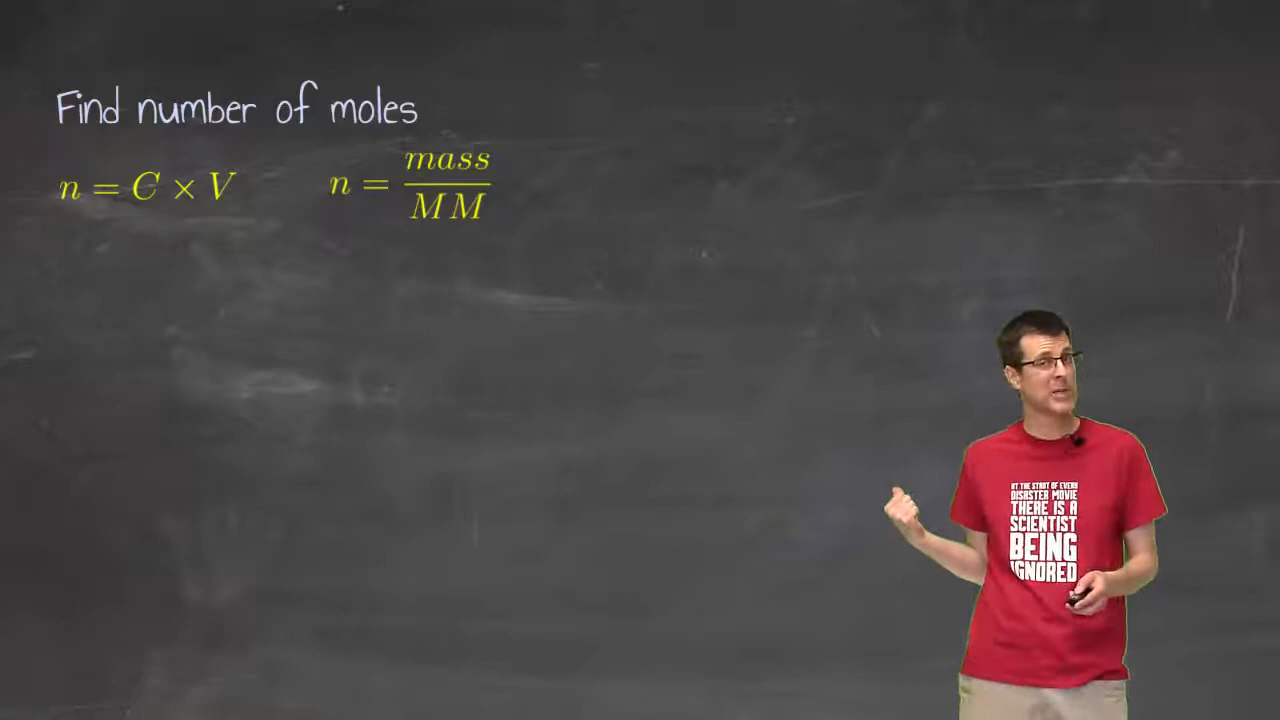 Find number of moles
n = C × V
n = mass / MM
AT THE START OF EVERY
DISASTER MOVIE
THERE IS A
SCIENTIST
BEING
IGNORED